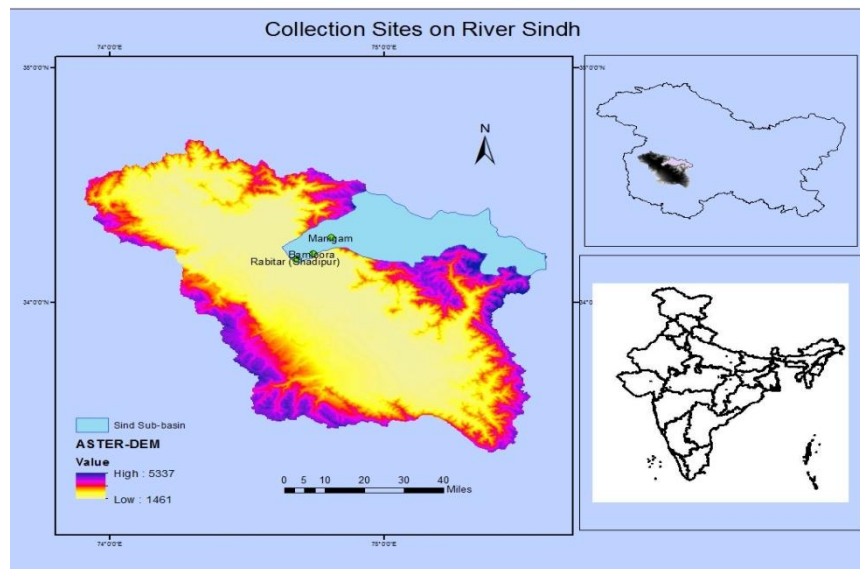 Collection Sites on River Sindh
74°0'0"E 75°0'0"E
35°0'0"N 35°0'0"N
N
Manigam
Bamloora
Rabitar (Shadipur)
34°0'0"N 34°0'0"N
Sind Sub-basin
ASTER-DEM
Value
High : 5337
Low : 1461
0 5 10 20 30 40
Miles
74°0'0"E 75°0'0"E